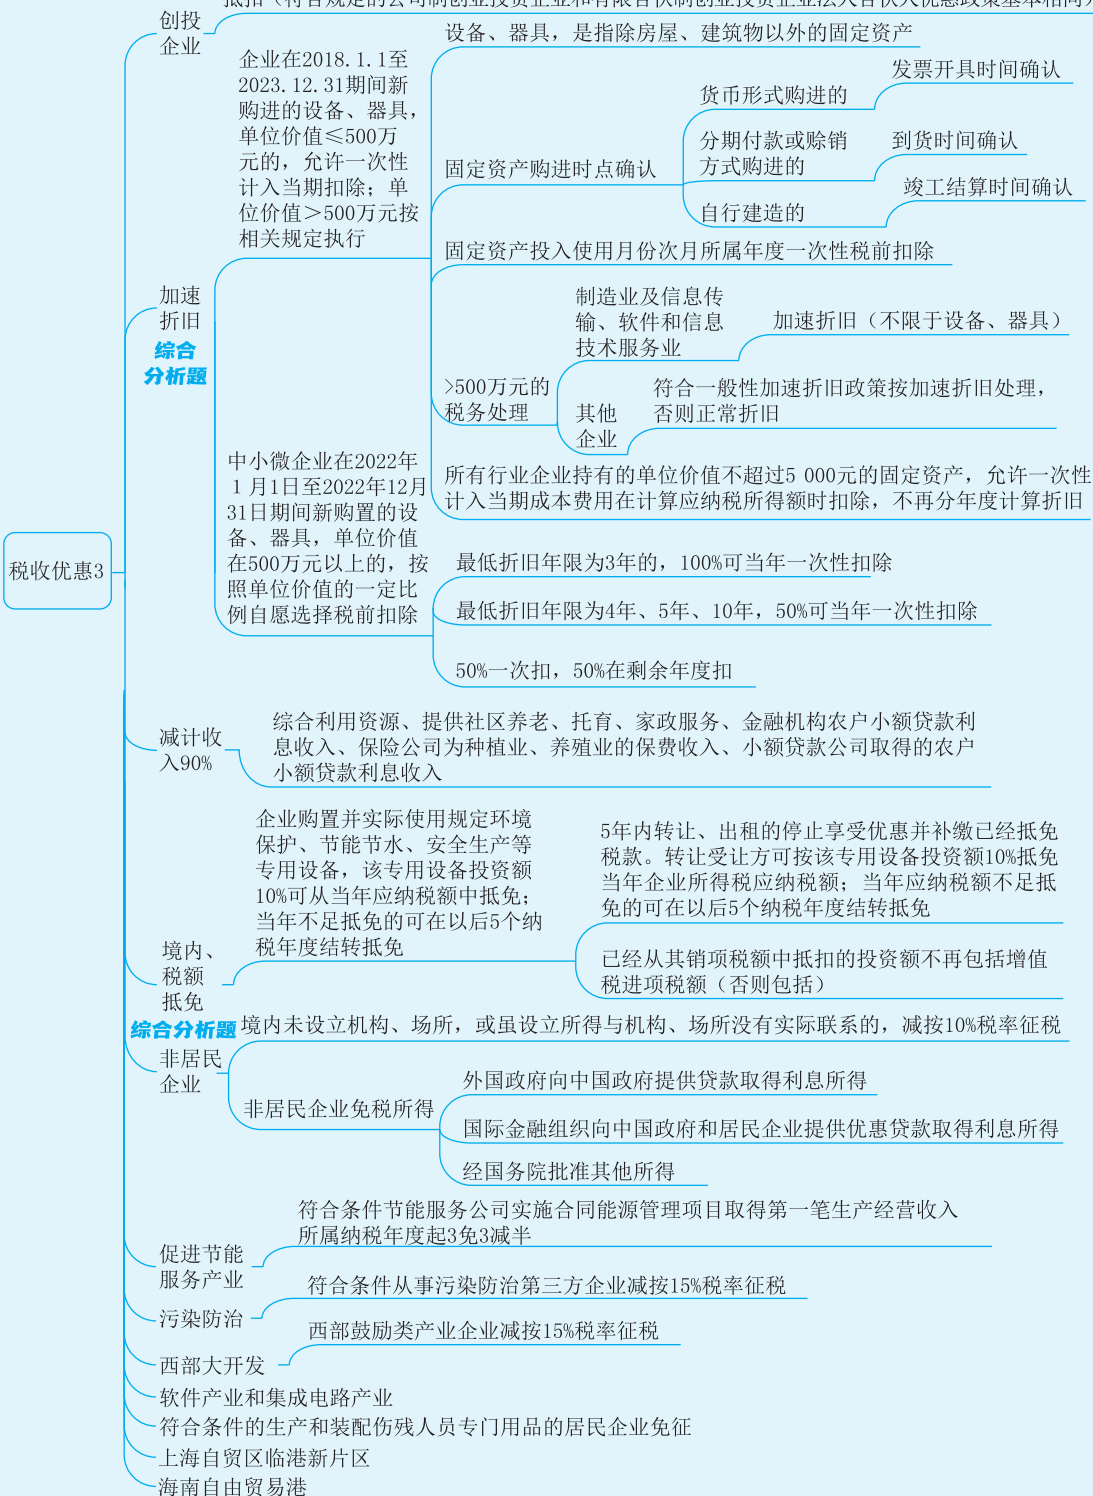 创投
企业
设备、器具，是指除房屋、建筑物以外的固定资产
企业在2018.1.1至
2023.12.31期间新
购进的设备、器具，
单位价值≤500万
元的，允许一次性
计入当期扣除；单
位价值＞500万元按
相关规定执行
固定资产购进时点确认
货币形式购进的
发票开具时间确认
分期付款或赊销
方式购进的
到货时间确认
自行建造的
竣工结算时间确认
固定资产投入使用月份次月所属年度一次性税前扣除
加速
折旧
综合
分析题
>500万元的
税务处理
制造业及信息传
输、软件和信息
技术服务业
加速折旧（不限于设备、器具）
其他
企业
符合一般性加速折旧政策按加速折旧处理，
否则正常折旧
所有行业企业持有的单位价值不超过5 000元的固定资产，允许一次性
计入当期成本费用在计算应纳税所得额时扣除，不再分年度计算折旧
中小微企业在2022年
1月1日至2022年12月
31日期间新购置的设
备、器具，单位价值
在500万元以上的，按
照单位价值的一定比
例自愿选择税前扣除
最低折旧年限为3年的，100%可当年一次性扣除
最低折旧年限为4年、5年、10年，50%可当年一次性扣除
50%一次扣，50%在剩余年度扣
税收优惠3
减计收
入90%
综合利用资源、提供社区养老、托育、家政服务、金融机构农户小额贷款利
息收入、保险公司为种植业、养殖业的保费收入、小额贷款公司取得的农户
小额贷款利息收入
境内、
税额
抵免
综合分析题
企业购置并实际使用规定环境
保护、节能节水、安全生产等
专用设备，该专用设备投资额
10%可从当年应纳税额中抵免；
当年不足抵免的可在以后5个纳
税年度结转抵免
5年内转让、出租的停止享受优惠并补缴已经抵免
税款。转让受让方可按该专用设备投资额10%抵免
当年企业所得税应纳税额；当年应纳税额不足抵
免的可在以后5个纳税年度结转抵免
已经从其销项税额中抵扣的投资额不再包括增值
税进项税额（否则包括）
非居民
企业
境内未设立机构、场所，或虽设立所得与机构、场所没有实际联系的，减按10%税率征税
非居民企业免税所得
外国政府向中国政府提供贷款取得利息所得
国际金融组织向中国政府和居民企业提供优惠贷款取得利息所得
经国务院批准其他所得
促进节能
服务产业
符合条件节能服务公司实施合同能源管理项目取得第一笔生产经营收入
所属纳税年度起3免3减半
污染防治
符合条件从事污染防治第三方企业减按15%税率征税
西部大开发
西部鼓励类产业企业减按15%税率征税
软件产业和集成电路产业
符合条件的生产和装配伤残人员专门用品的居民企业免征
上海自贸区临港新片区
海南自由贸易港